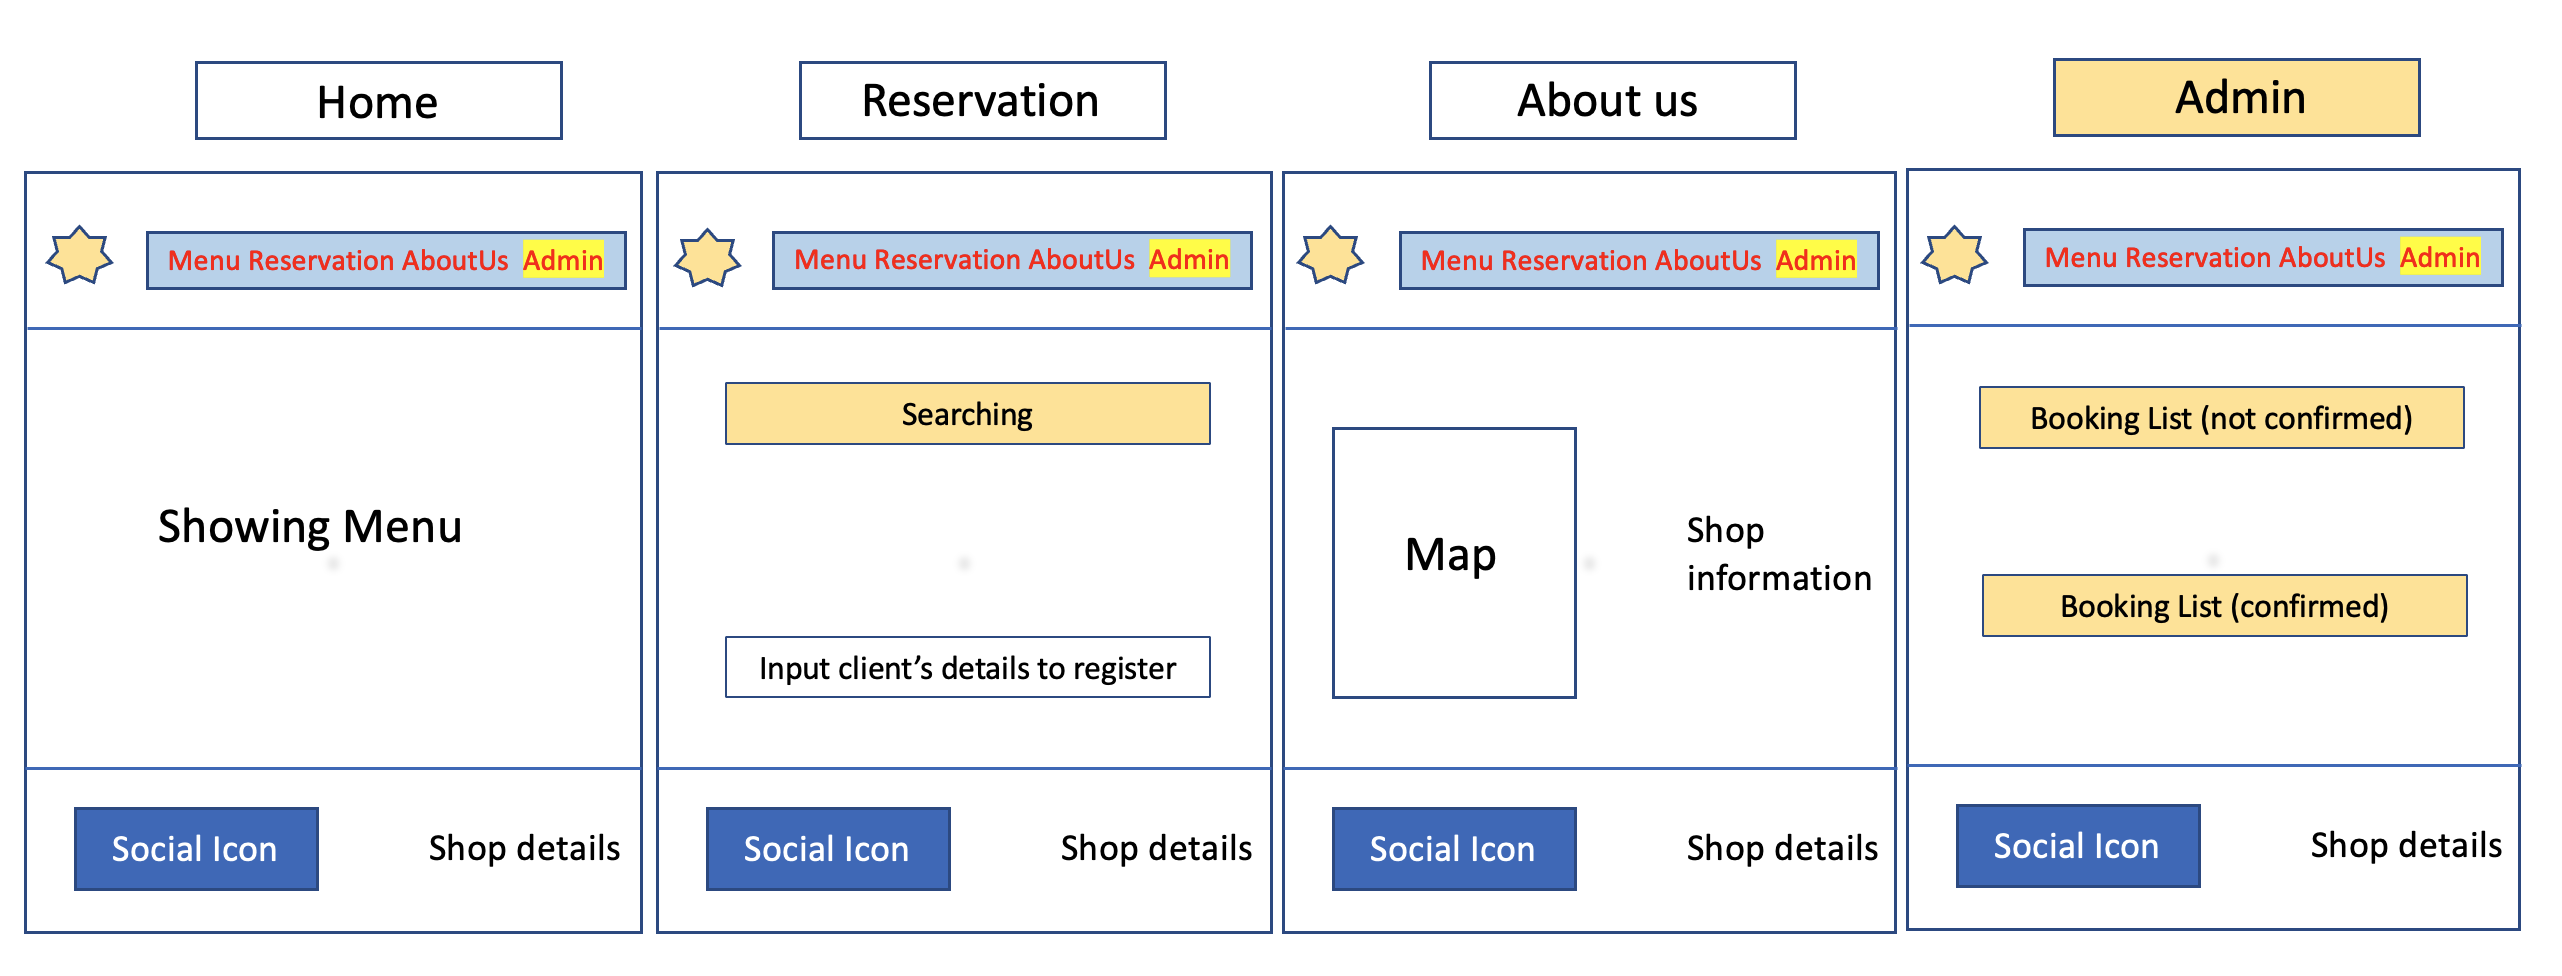 Home
Reservation
About us
Admin
Menu Reservation AboutUs Admin
Showing Menu
Social Icon
Shop details
Menu Reservation AboutUs Admin
Searching
Input client’s details to register
Social Icon
Shop details
Menu Reservation AboutUs Admin
Map
Shop
information
Social Icon
Shop details
Menu Reservation AboutUs Admin
Booking List (not confirmed)
Booking List (confirmed)
Social Icon
Shop details